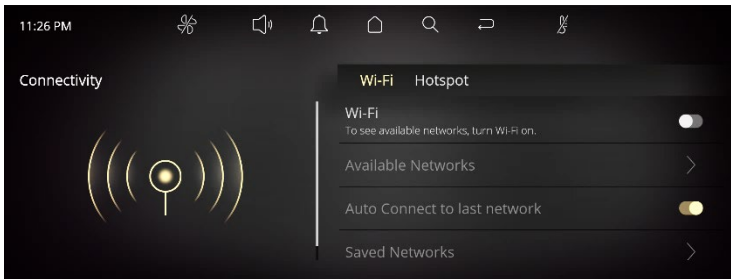 11:26 PM
Connectivity
Wi-Fi Hotspot
Wi-Fi
To see available networks, turn Wi-Fi on.
Available Networks
Auto Connect to last network
Saved Networks